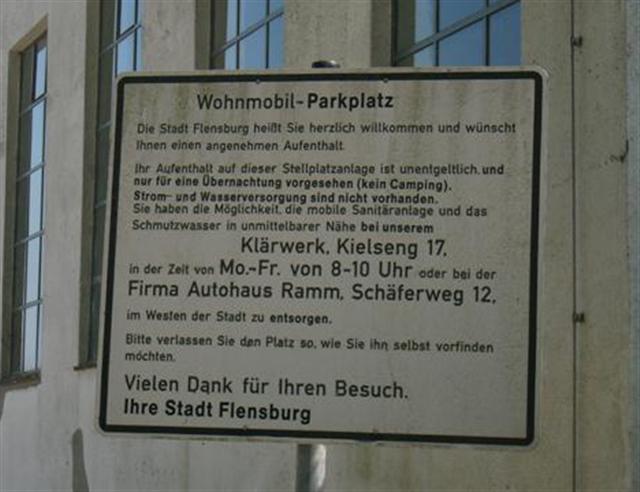 Wohnmobil-Parkplatz
Die Stadt Flensburg heißt Sie herzlich willkommen und wünscht
Ihnen einen angenehmen Aufenthalt.
Ihr Aufenthalt auf dieser Stellplatzanlage ist unentgeltlich und
nur für eine Übernachtung vorgesehen (kein Camping).
Strom- und Wasserversorgung sind nicht vorhanden.
Sie haben die Möglichkeit, die mobile Sanitäranlage und das
Schmutzwasser in unmittelbarer Nähe bei unserem
Klärwerk, Kielseng 17,
in der Zeit von Mo.-Fr. von 8-10 Uhr oder bei der
Firma Autohaus Ramm, Schäferweg 12,
im Westen der Stadt zu entsorgen.
Bitte verlassen Sie den Platz so, wie Sie ihn selbst vorfinden
möchten.
Vielen Dank für Ihren Besuch.
Ihre Stadt Flensburg